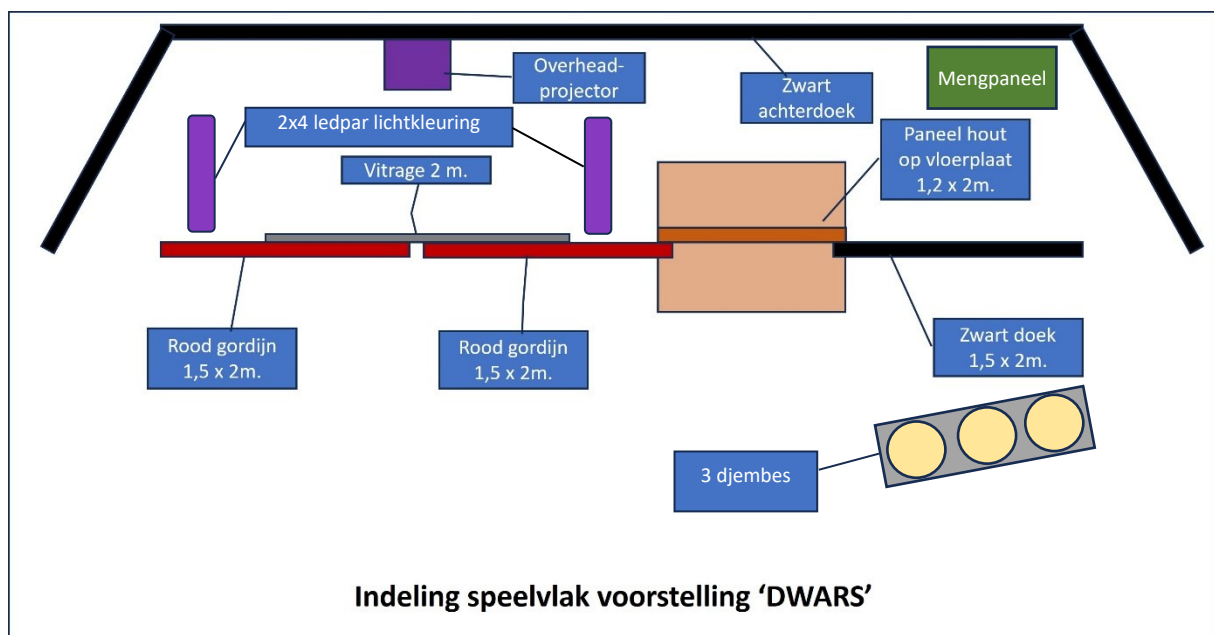 Overhead-
projector
Zwart
achterdoek
Mengpaneel
2x4 ledpar lichtkleuring
Vitrage 2 m.
Paneel hout
op vloerplaat
1,2 x 2m.
Rood gordijn
1,5 x 2m.
Rood gordijn
1,5 x 2m.
Zwart doek
1,5 x 2m.
3 djembes
Indeling speelvlak voorstelling ‘DWARS’